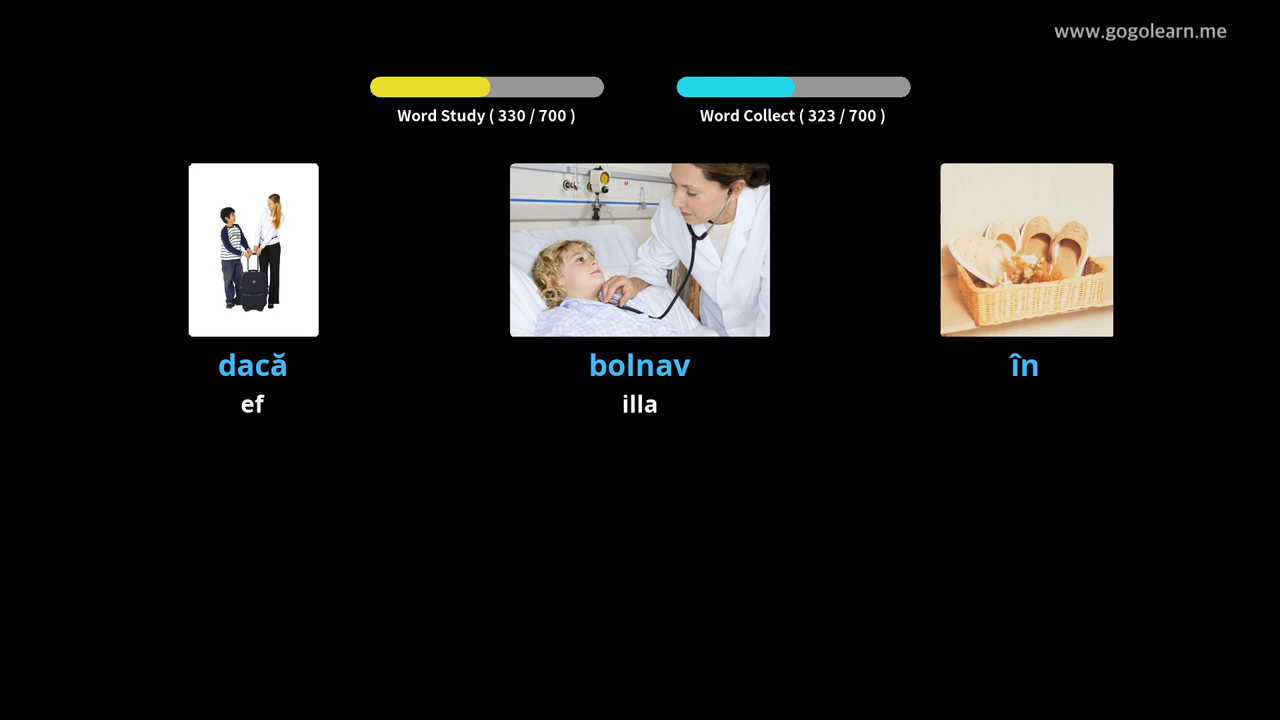 www.gogolearn.me
Word Study ( 330 / 700 )
Word Collect ( 323 / 700 )
dacă
ef
bolnav
illa
în